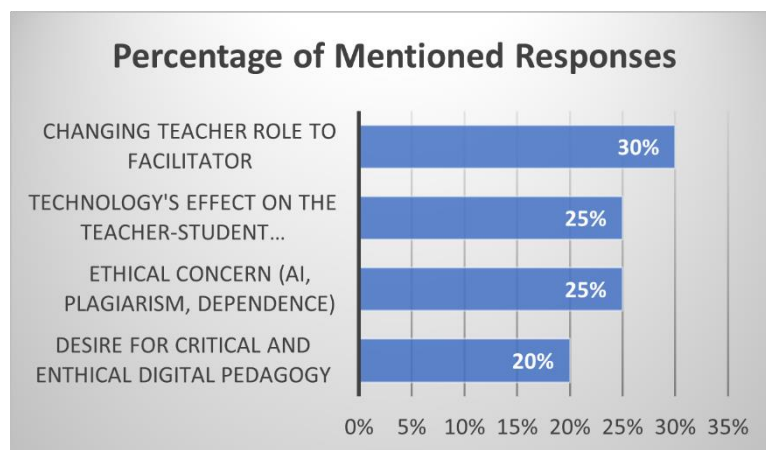 Percentage of Mentioned Responses
CHANGING TEACHER ROLE TO
FACILITATOR
30%
TECHNOLOGY'S EFFECT ON THE
TEACHER-STUDENT...
25%
ETHICAL CONCERN (AI,
PLAGIARISM, DEPENDENCE)
25%
DESIRE FOR CRITICAL AND
ENTHICAL DIGITAL PEDAGOGY
20%
0% 5% 10% 15% 20% 25% 30% 35%